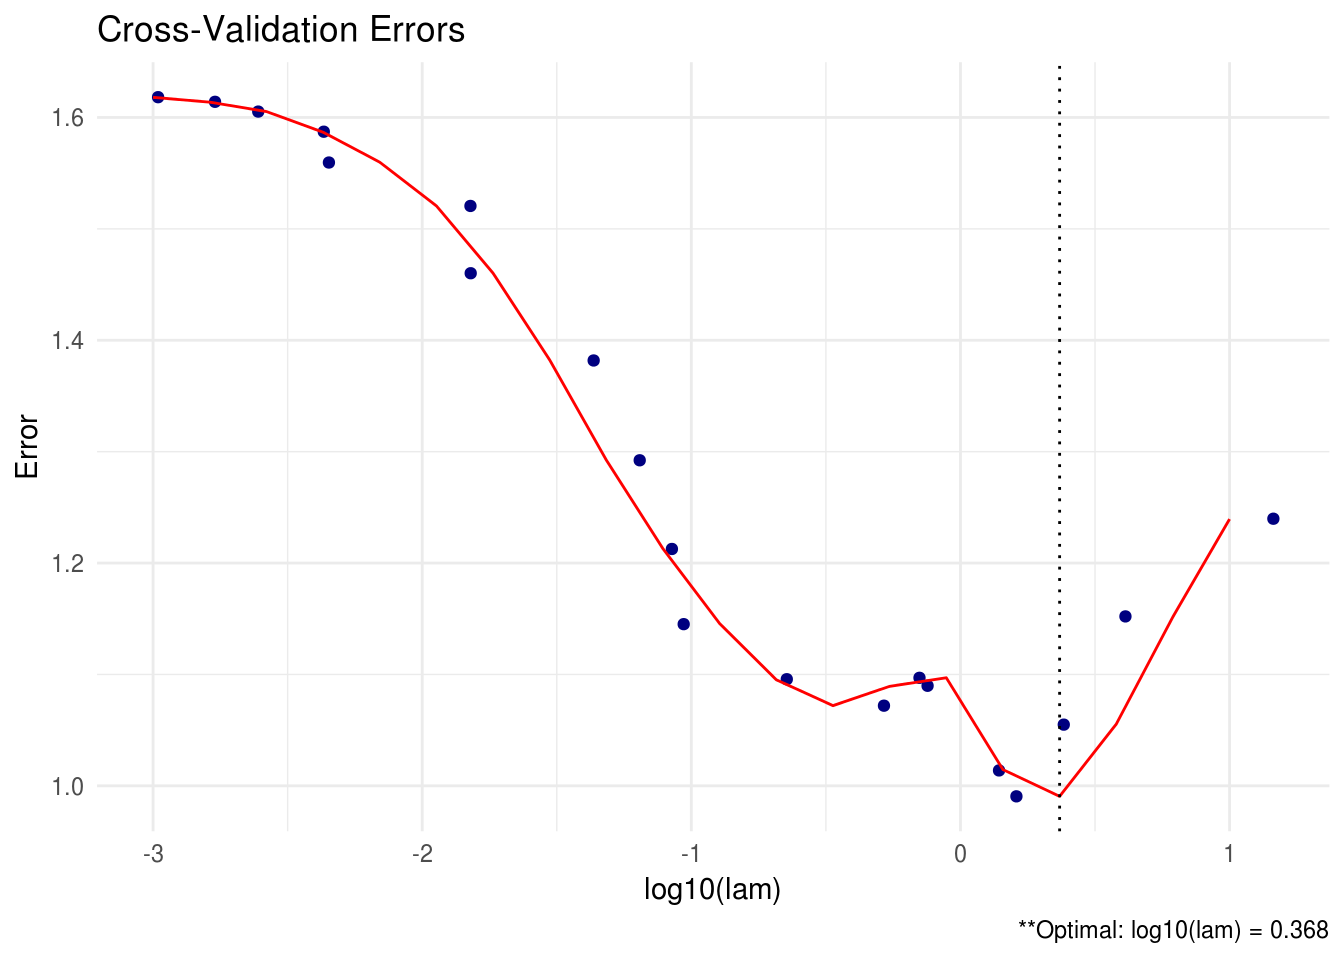 Cross-Validation Errors
1.6
1.4
1.2
1.0
Error
-3 -2 -1 0 1
log10(lam)
**Optimal: log10(lam) = 0.368